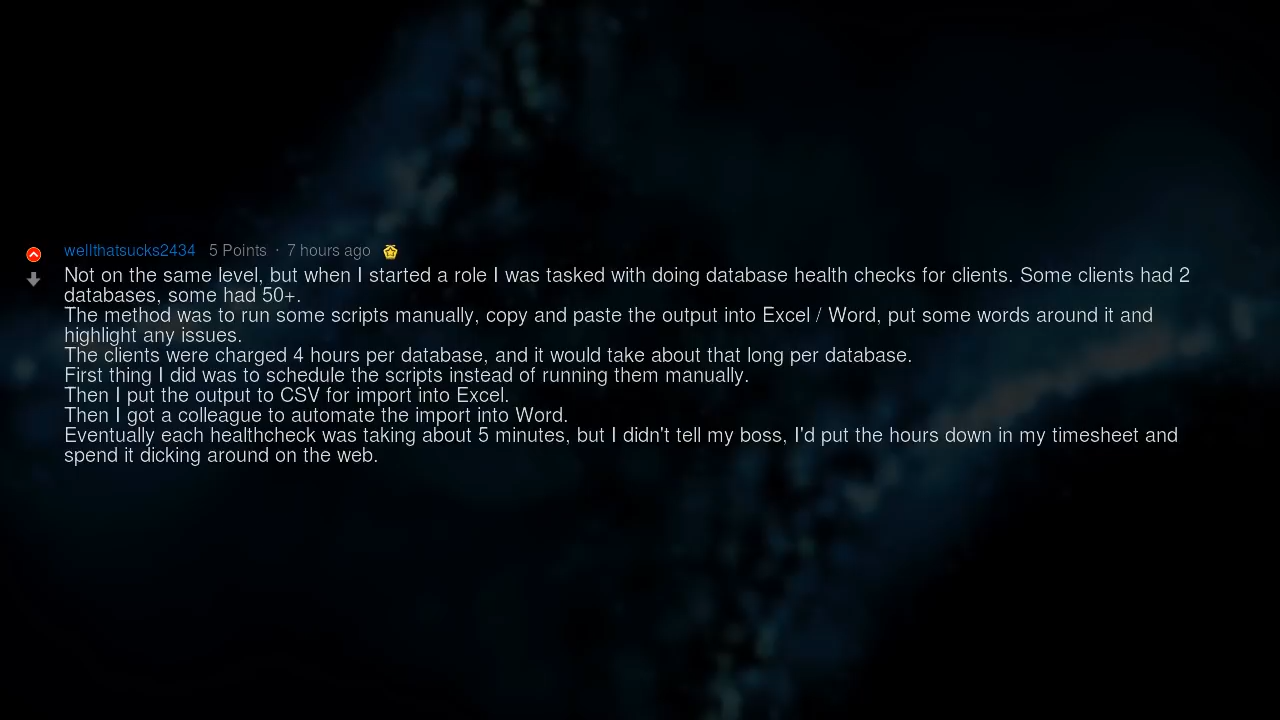 wellthatsucks2434 5 Points · 7 hours ago
Not on the same level, but when I started a role I was tasked with doing database health checks for clients. Some clients had 2
databases, some had 50+.
The method was to run some scripts manually, copy and paste the output into Excel / Word, put some words around it and
highlight any issues.
The clients were charged 4 hours per database, and it would take about that long per database.
First thing I did was to schedule the scripts instead of running them manually.
Then I put the output to CSV for import into Excel.
Then I got a colleague to automate the import into Word.
Eventually each healthcheck was taking about 5 minutes, but I didn't tell my boss, I'd put the hours down in my timesheet and
spend it dicking around on the web.